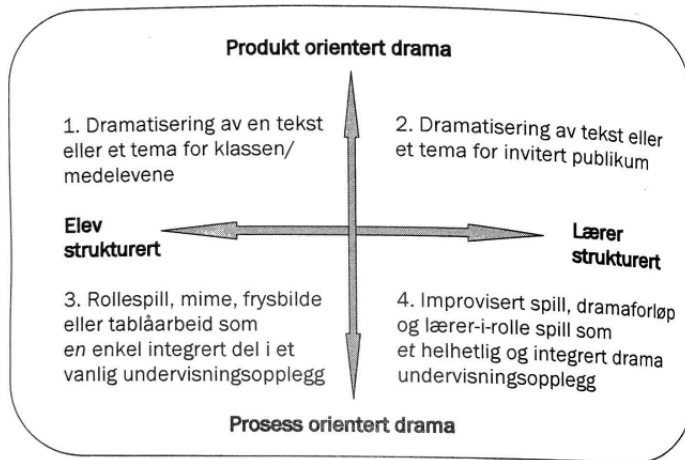 Produkt orientert drama
1. Dramatisering av en tekst
eller et tema for klassen/
medelevene
2. Dramatisering av tekst eller
et tema for invitert publikum
Elev
strukturert
Lærer
strukturert
3. Rollespill, mime, frysbilde
eller tablåarbeid som
en enkel integrert del i et
vanlig undervisningsopplegg
4. Improvisert spill, dramaforløp
og lærer-i-rolle spill som
et helhetlig og integrert drama
undervisningsopplegg
Prosess orientert drama